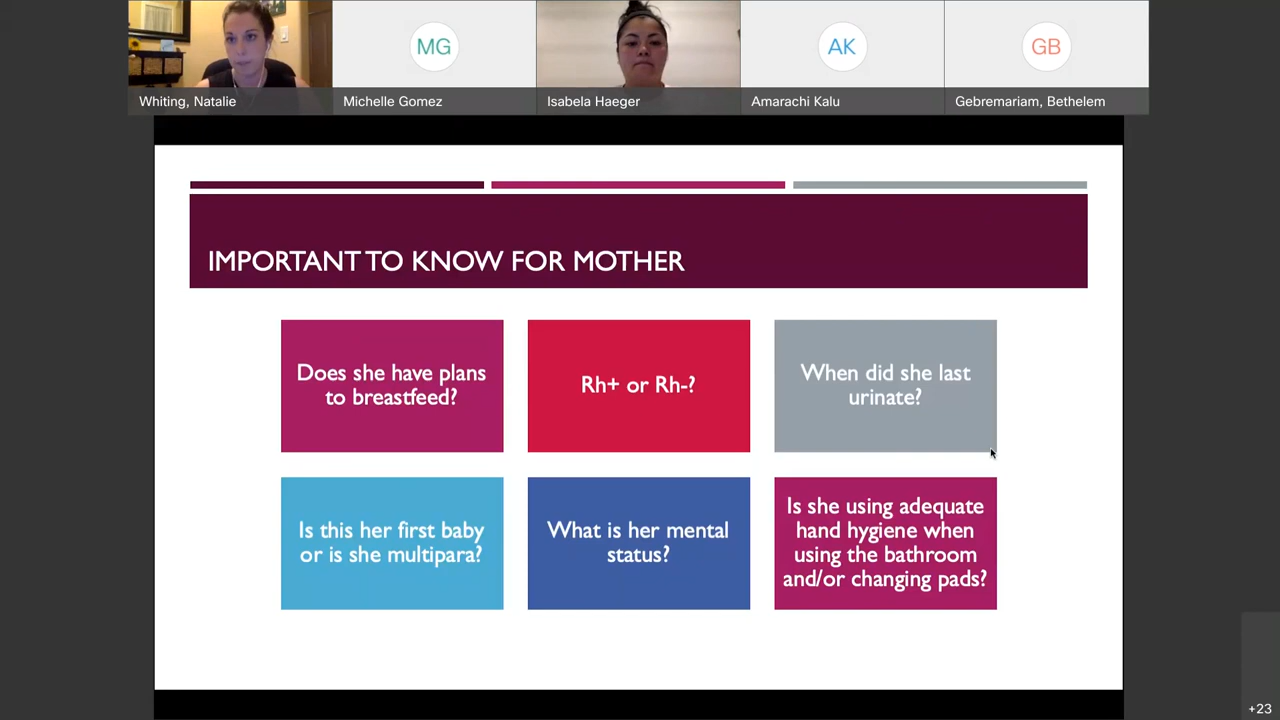 MG
AK
GB
Whiting, Natalie
Michelle Gomez
Isabela Haeger
Amarachi Kalu
Gebremariam, Bethelem
IMPORTANT TO KNOW FOR MOTHER
Does she have plans
to breastfeed?
Rh+ or Rh-?
When did she last
urinate?
Is this her first baby
or is she multipara?
What is her mental
status?
Is she using adequate
hand hygiene when
using the bathroom
and/or changing pads?
+23